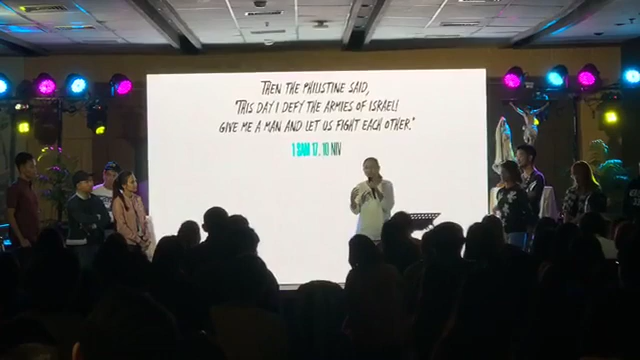 THEN THE PHILISTINE SAID,
"THIS DAY I DEFY THE ARMIES OF ISRAEL!
GIVE ME A MAN AND LET US FIGHT EACH OTHER."
1 SAM 17. 10 NIV